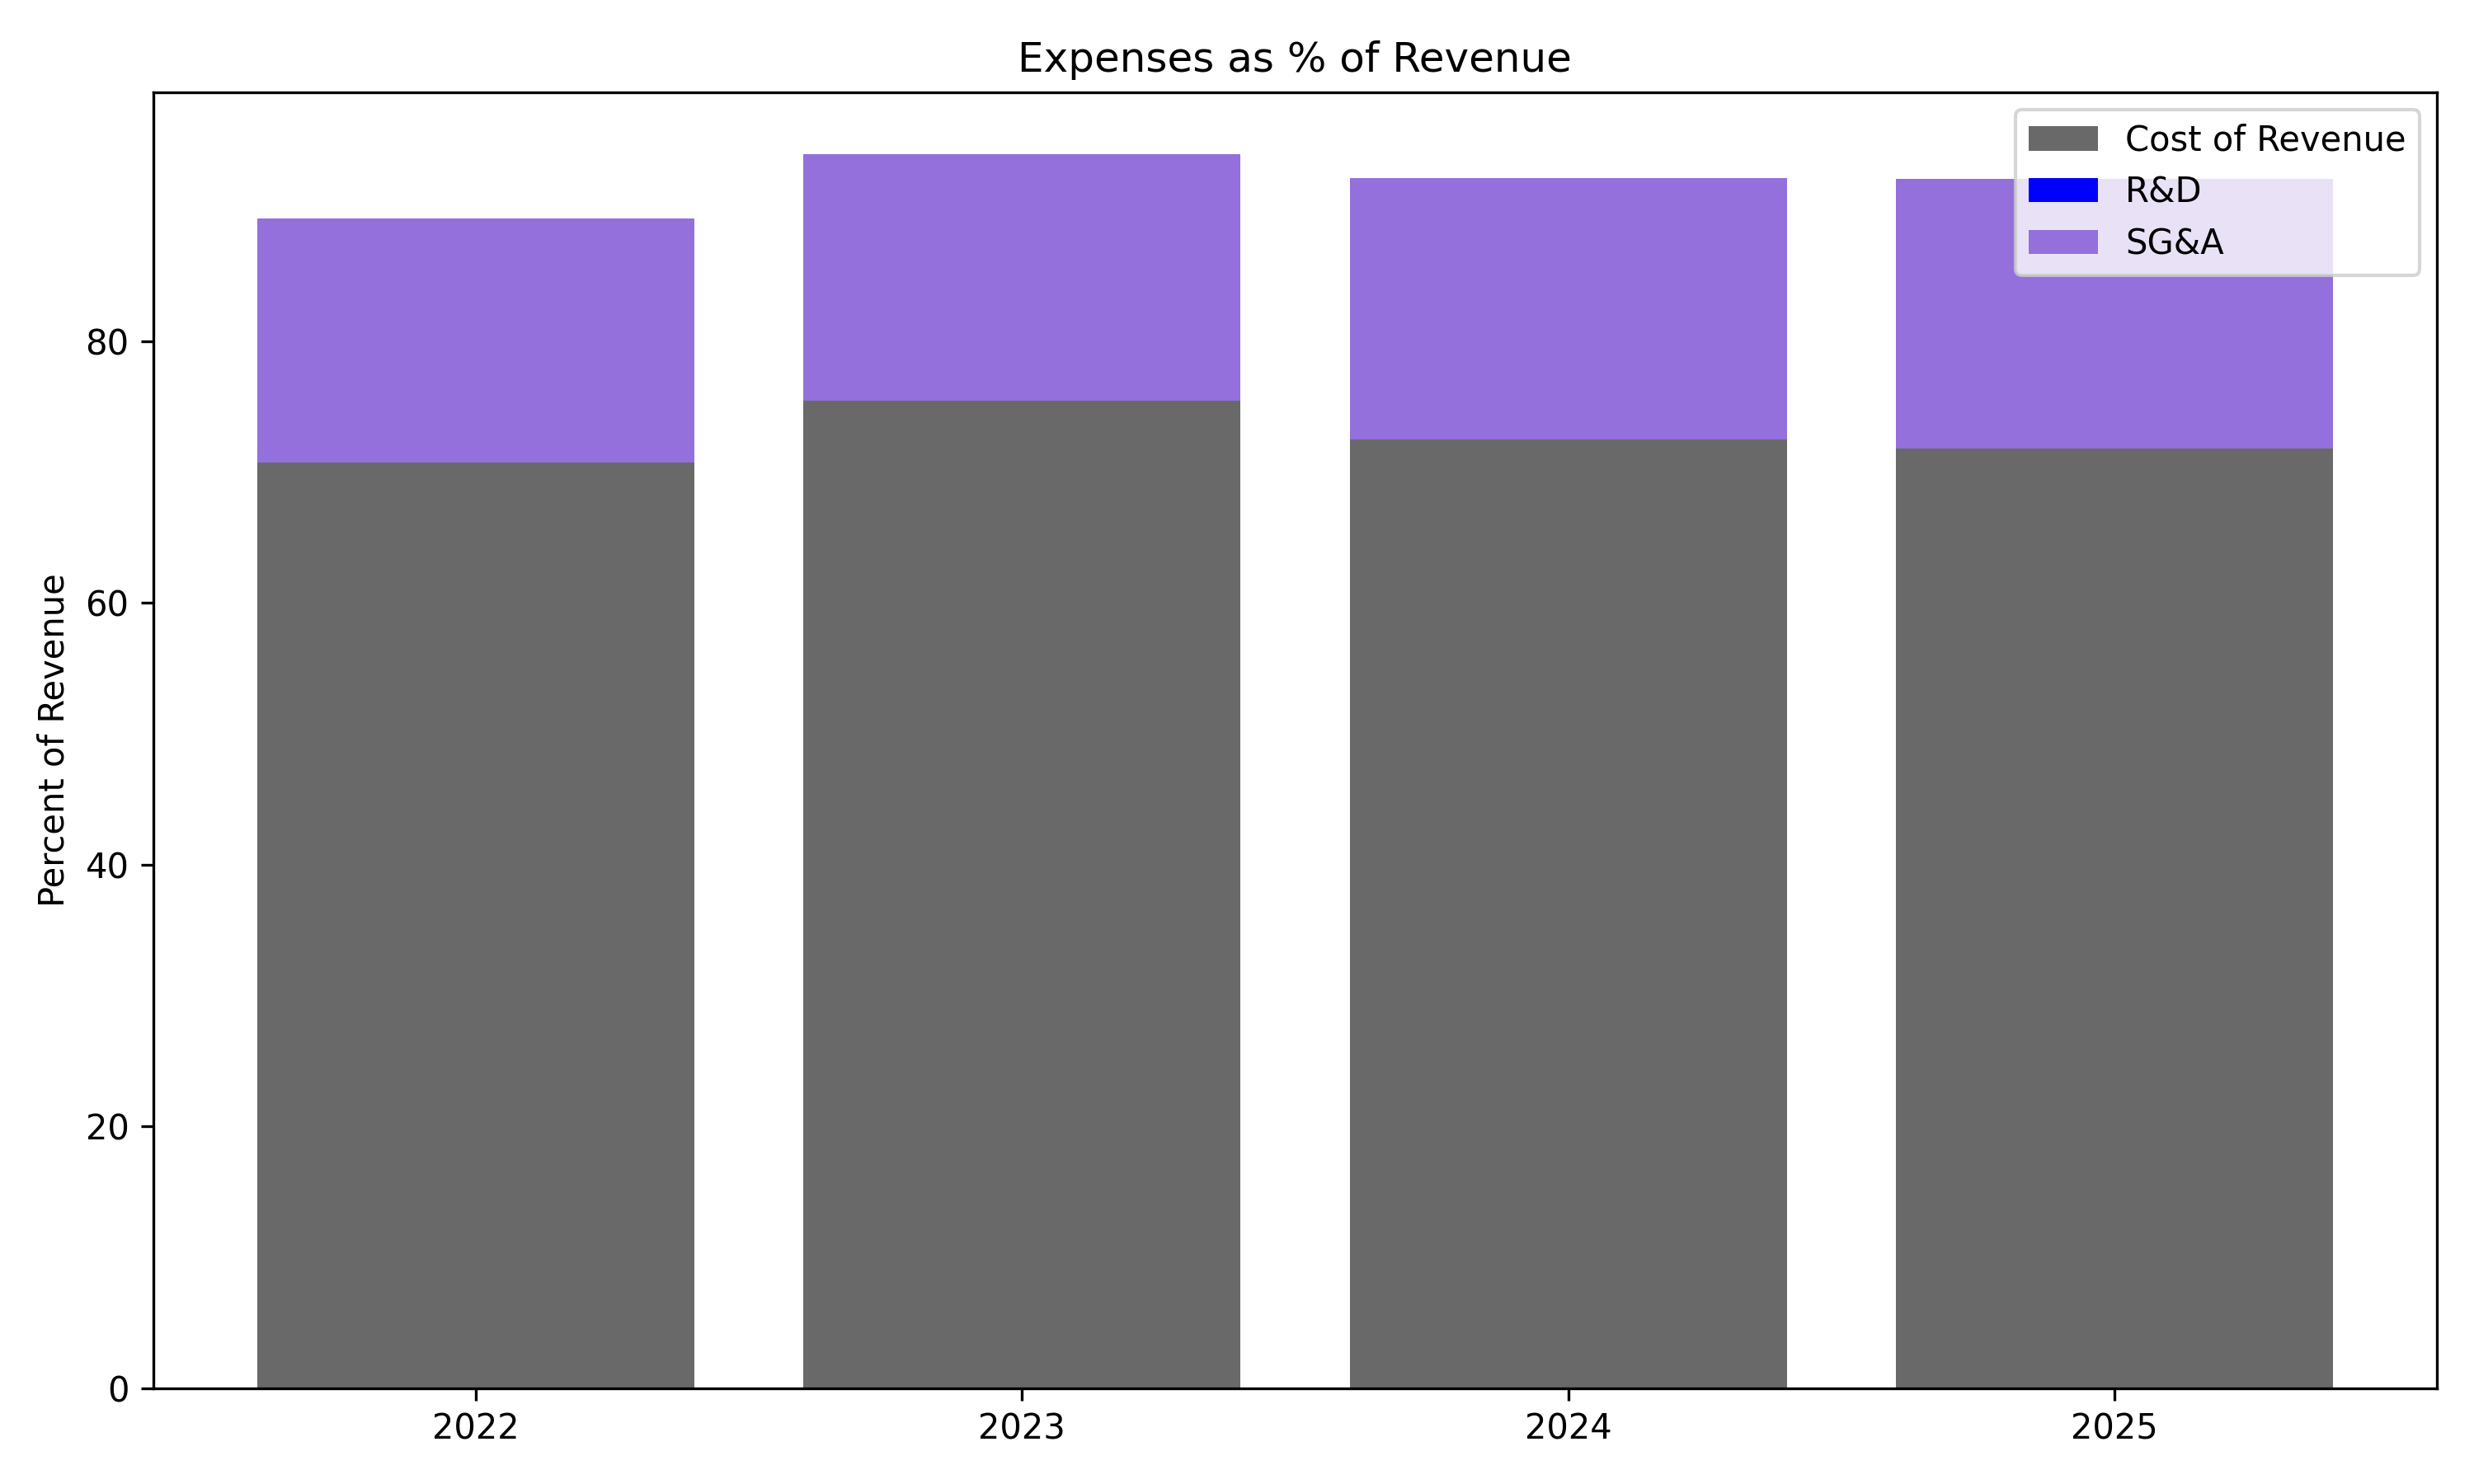 Expenses as % of Revenue
Cost of Revenue
R&D
SG&A
Percent of Revenue
80
60
40
20
0
2022
2023
2024
2025